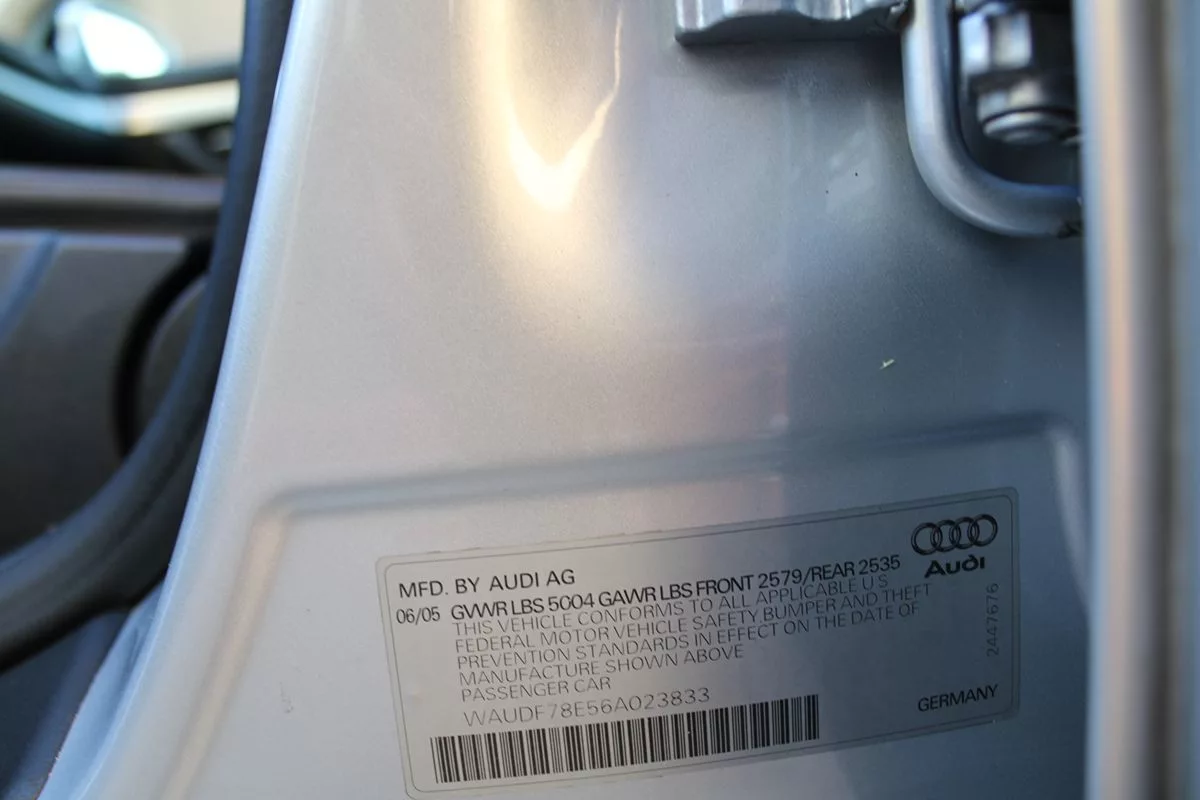 MFD. BY AUDI AG
06/05 GVWR LBS 5004 GAWR LBS FRONT 2579/REAR 2535
THIS VEHICLE CONFORMS TO ALL APPLICABLE U S
FEDERAL MOTOR VEHICLE SAFETY, BUMPER AND THEFT
PREVENTION STANDARDS IN EFFECT ON THE DATE OF
MANUFACTURE SHOWN ABOVE
PASSENGER CAR
WAUDF78E56A023833
Audi
2447676
GERMANY